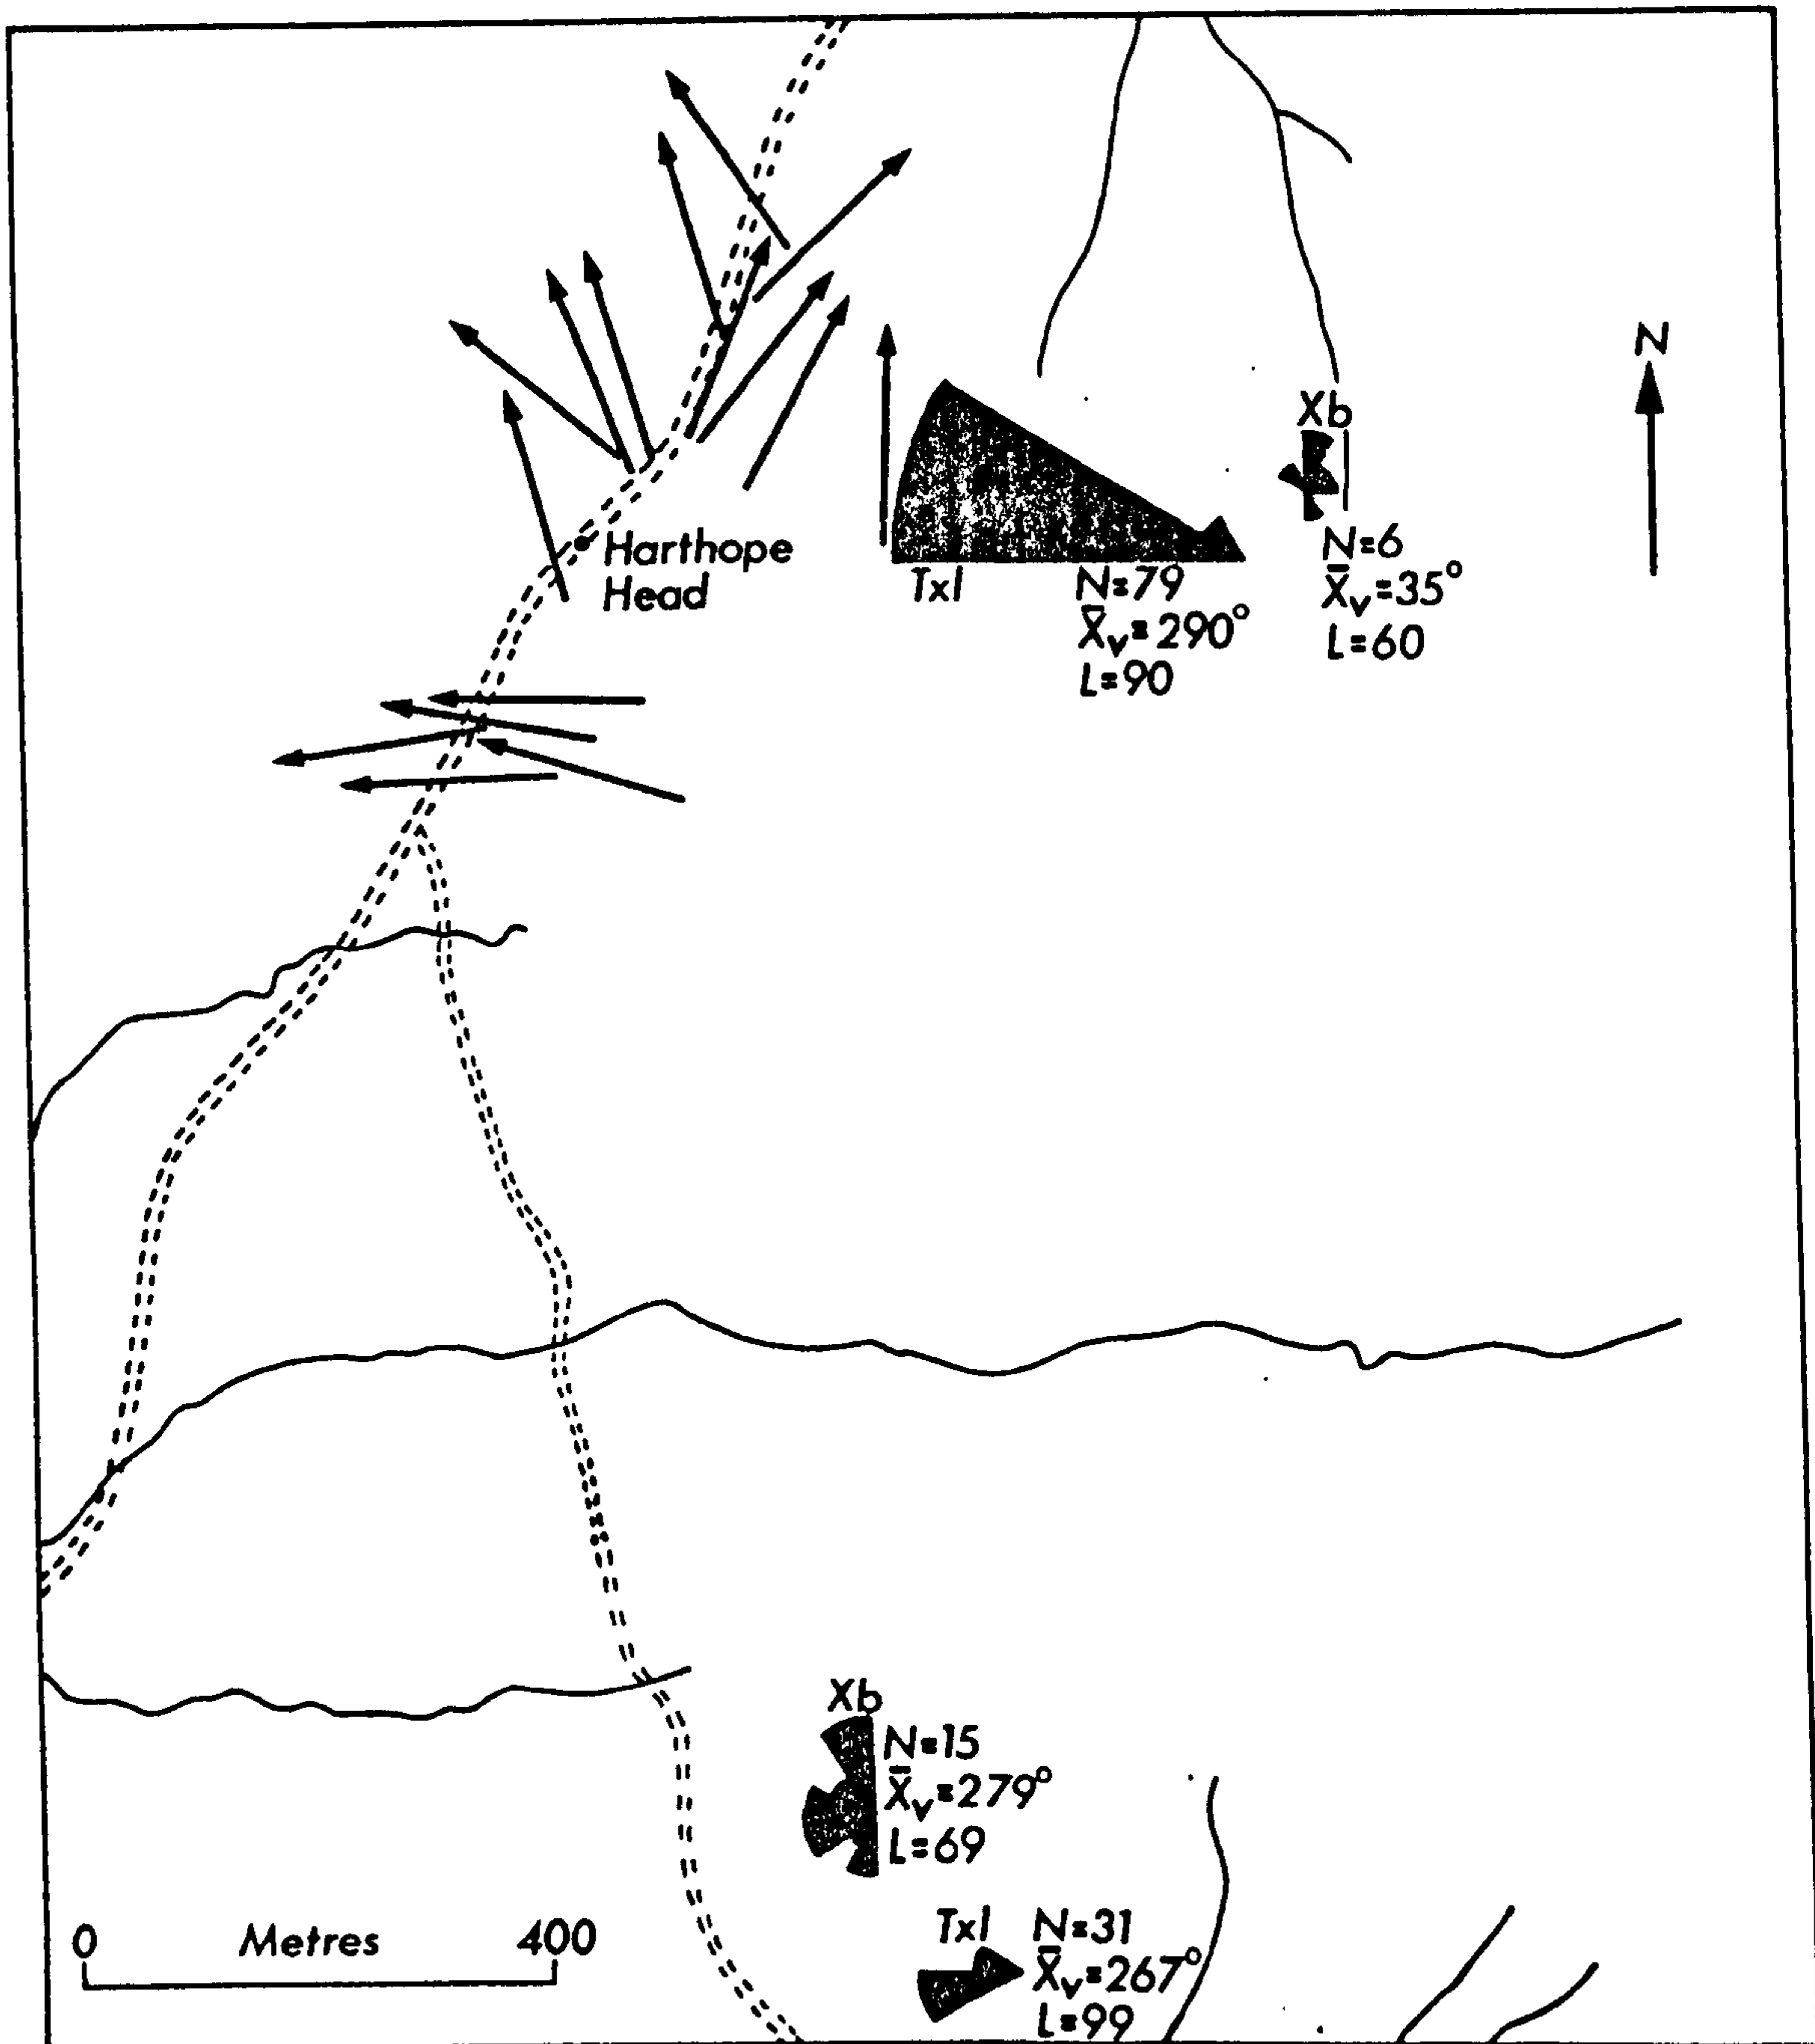 N
Xb
N=6
X̄v=35°
L=60
Harthope
Head
Txl
N=79
X̄v=290°
L=90
Xb
N=15
X̄v=279°
L=69
Txl
N=31
X̄v=267°
L=99
0 Metres 400